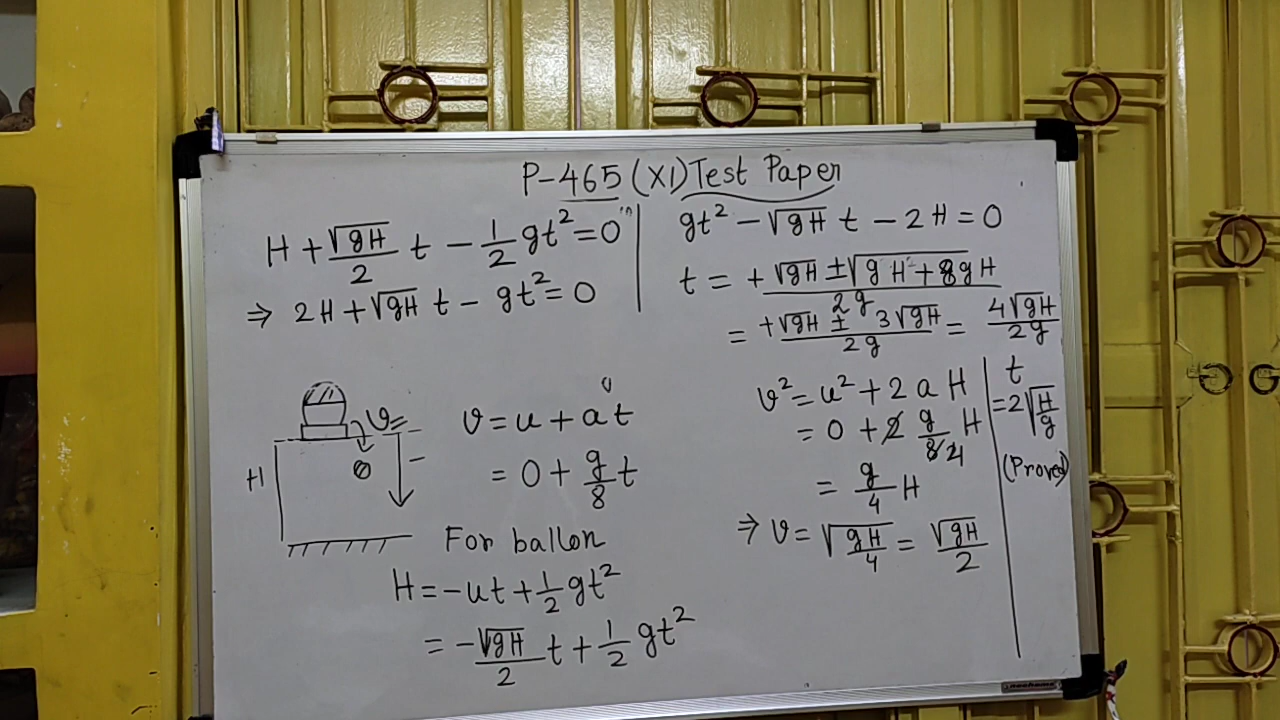 P-465 (XI) Test Paper
H + √gH/2 t - 1/2 gt² = 0
⇒ 2H + √gH t - gt² = 0
gt² - √gH t - 2H = 0
t = +√gH ± √gH + 8gH / 2g
= +√gH ± 3√gH / 2g = 4√gH / 2g
t
= 2√H/g
(Proved)
H
v =
v = u + at
= 0 + g/8 t
For ballon
H = -ut + 1/2 gt²
= -√gH/2 t + 1/2 gt²
v² = u² + 2aH
= 0 + 2 g/8 4 H
= g/4 H
⇒ v = √gH/4 = √gH/2